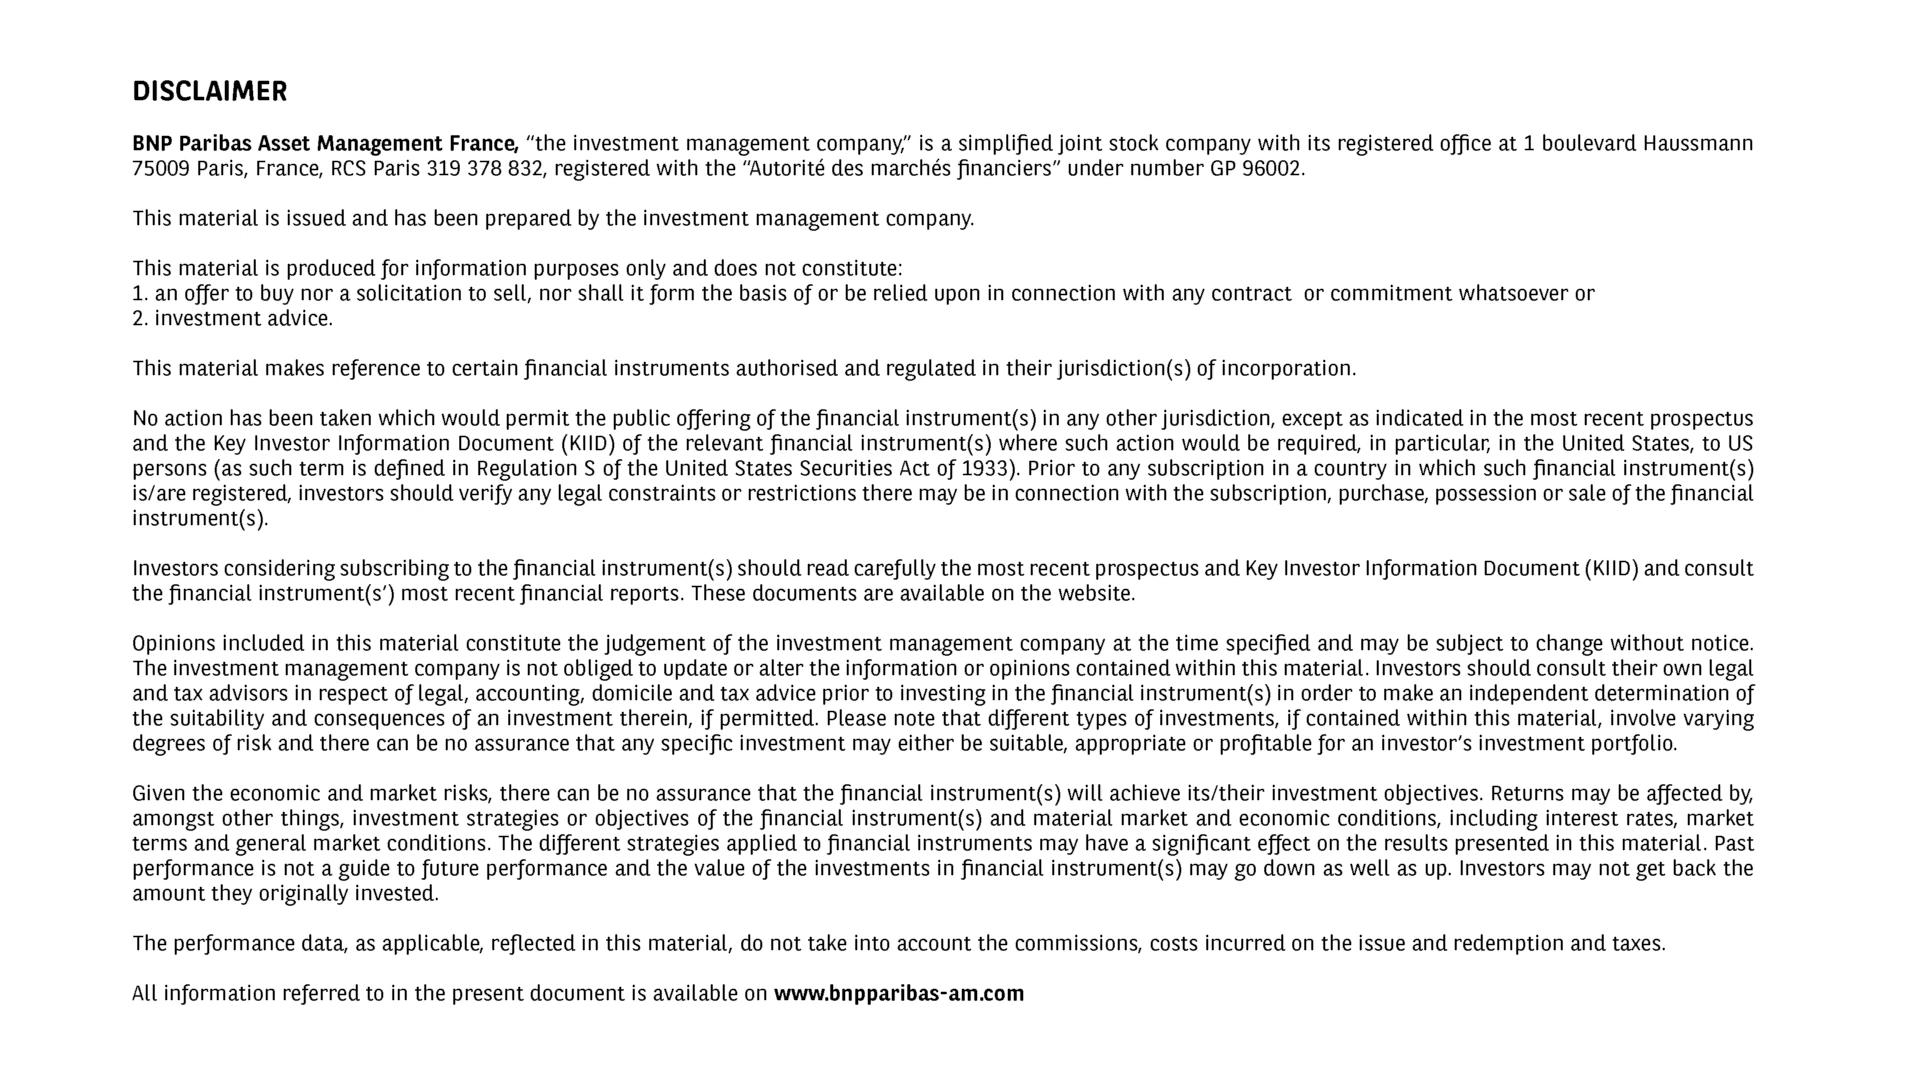 DISCLAIMER
BNP Paribas Asset Management France, “the investment management company,” is a simplified joint stock company with its registered office at 1 boulevard Haussmann
75009 Paris, France, RCS Paris 319 378 832, registered with the “Autorité des marchés financiers” under number GP 96002.
This material is issued and has been prepared by the investment management company.
This material is produced for information purposes only and does not constitute:
1. an offer to buy nor a solicitation to sell, nor shall it form the basis of or be relied upon in connection with any contract or commitment whatsoever or
2. investment advice.
This material makes reference to certain financial instruments authorised and regulated in their jurisdiction(s) of incorporation.
No action has been taken which would permit the public offering of the financial instrument(s) in any other jurisdiction, except as indicated in the most recent prospectus
and the Key Investor Information Document (KIID) of the relevant financial instrument(s) where such action would be required, in particular, in the United States, to US
persons (as such term is defined in Regulation S of the United States Securities Act of 1933). Prior to any subscription in a country in which such financial instrument(s)
is/are registered, investors should verify any legal constraints or restrictions there may be in connection with the subscription, purchase, possession or sale of the financial
instrument(s).
Investors considering subscribing to the financial instrument(s) should read carefully the most recent prospectus and Key Investor Information Document (KIID) and consult
the financial instrument(s’) most recent financial reports. These documents are available on the website.
Opinions included in this material constitute the judgement of the investment management company at the time specified and may be subject to change without notice.
The investment management company is not obliged to update or alter the information or opinions contained within this material. Investors should consult their own legal
and tax advisors in respect of legal, accounting, domicile and tax advice prior to investing in the financial instrument(s) in order to make an independent determination of
the suitability and consequences of an investment therein, if permitted. Please note that different types of investments, if contained within this material, involve varying
degrees of risk and there can be no assurance that any specific investment may either be suitable, appropriate or profitable for an investor’s investment portfolio.
Given the economic and market risks, there can be no assurance that the financial instrument(s) will achieve its/their investment objectives. Returns may be affected by,
amongst other things, investment strategies or objectives of the financial instrument(s) and material market and economic conditions, including interest rates, market
terms and general market conditions. The different strategies applied to financial instruments may have a significant effect on the results presented in this material. Past
performance is not a guide to future performance and the value of the investments in financial instrument(s) may go down as well as up. Investors may not get back the
amount they originally invested.
The performance data, as applicable, reflected in this material, do not take into account the commissions, costs incurred on the issue and redemption and taxes.
All information referred to in the present document is available on www.bnpparibas-am.com